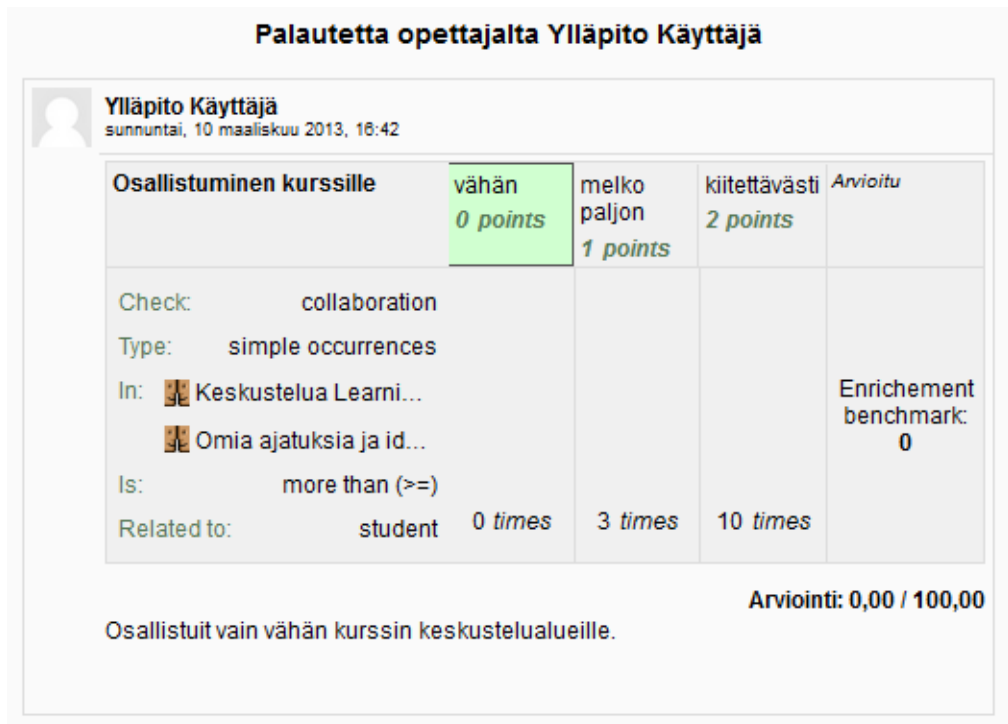 Palautetta opettajalta Ylläpito Käyttäjä
Ylläpito Käyttäjä
sunnuntai, 10 maaliskuu 2013, 16:42
Osallistuminen kurssille
vähän
0 points
melko
paljon
1 points
kiitettävästi
2 points
Arvioitu
Check: collaboration
Type: simple occurrences
In: Keskustelua Learni...
Omia ajatuksia ja id...
Is: more than (>=)
Related to: student
0 times
3 times
10 times
Enrichement
benchmark:
0
Arviointi: 0,00 / 100,00
Osallistuit vain vähän kurssin keskustelualueille.